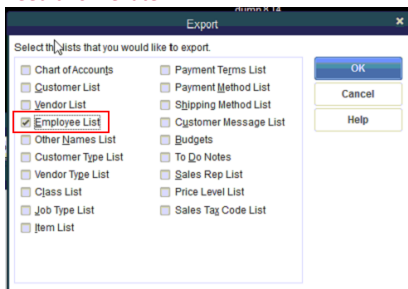 dump 8.14
Export
Select the lists that you would like to export.
Chart of Accounts
Customer List
Vendor List
Employee List
Other Names List
Customer Type List
Vendor Type List
Class List
Job Type List
Item List
Payment Terms List
Payment Method List
Shipping Method List
Customer Message List
Budgets
To Do Notes
Sales Rep List
Price Level List
Sales Tax Code List
OK
Cancel
Help